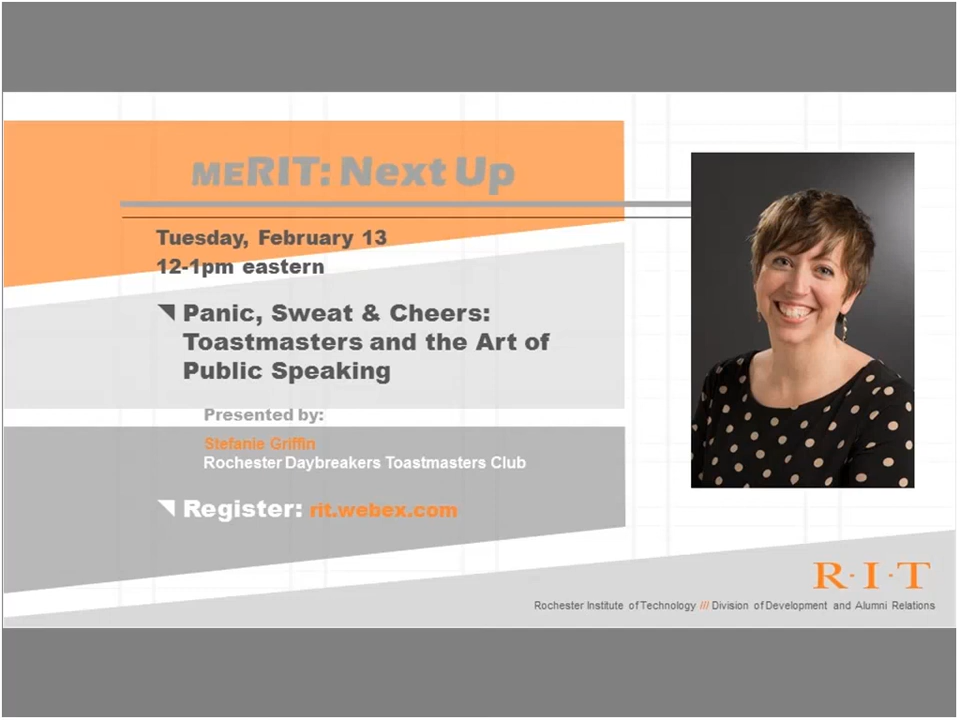 MERIT: Next Up
Tuesday, February 13
12-1pm eastern
Panic, Sweat & Cheers:
Toastmasters and the Art of
Public Speaking
Presented by:
Stefanie Griffin
Rochester Daybreakers Toastmasters Club
Register: rit.webex.com
R·I·T
Rochester Institute of Technology /// Division of Development and Alumni Relations